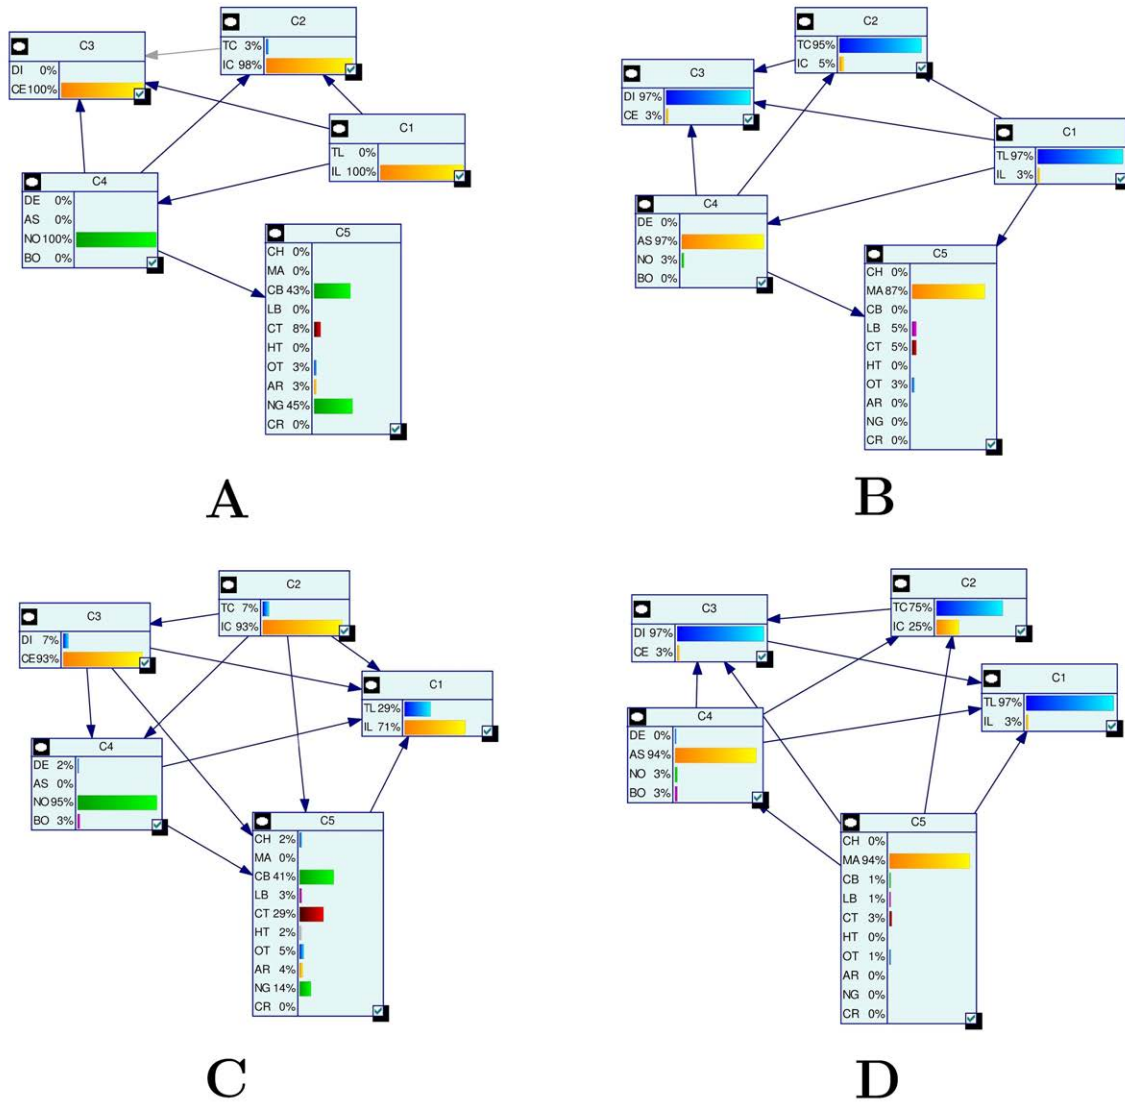 C2
TC 3%
IC 98%
C3
DI 0%
CE100%
C1
TL 0%
IL 100%
C4
DE 0%
AS 0%
NO100%
BO 0%
C5
CH 0%
MA 0%
CB 43%
LB 0%
CT 8%
HT 0%
OT 3%
AR 3%
NG 45%
CR 0%
A
C2
TC95%
IC 5%
C3
DI 97%
CE 3%
C1
TL97%
IL 3%
C4
DE 0%
AS 97%
NO 3%
BO 0%
C5
CH 0%
MA 87%
CB 0%
LB 5%
CT 5%
HT 0%
OT 3%
AR 0%
NG 0%
CR 0%
B
C2
TC 7%
IC 93%
C3
DI 7%
CE93%
C1
TL 29%
IL 71%
C4
DE 2%
AS 0%
NO95%
BO 3%
C5
CH 2%
MA 0%
CB 41%
LB 3%
CT 29%
HT 2%
OT 5%
AR 4%
NG 14%
CR 0%
C
C2
TC75%
IC 25%
C3
DI 97%
CE 3%
C1
TL 97%
IL 3%
C4
DE 0%
AS 94%
NO 3%
BO 3%
C5
CH 0%
MA94%
CB 1%
LB 1%
CT 3%
HT 0%
OT 1%
AR 0%
NG 0%
CR 0%
D